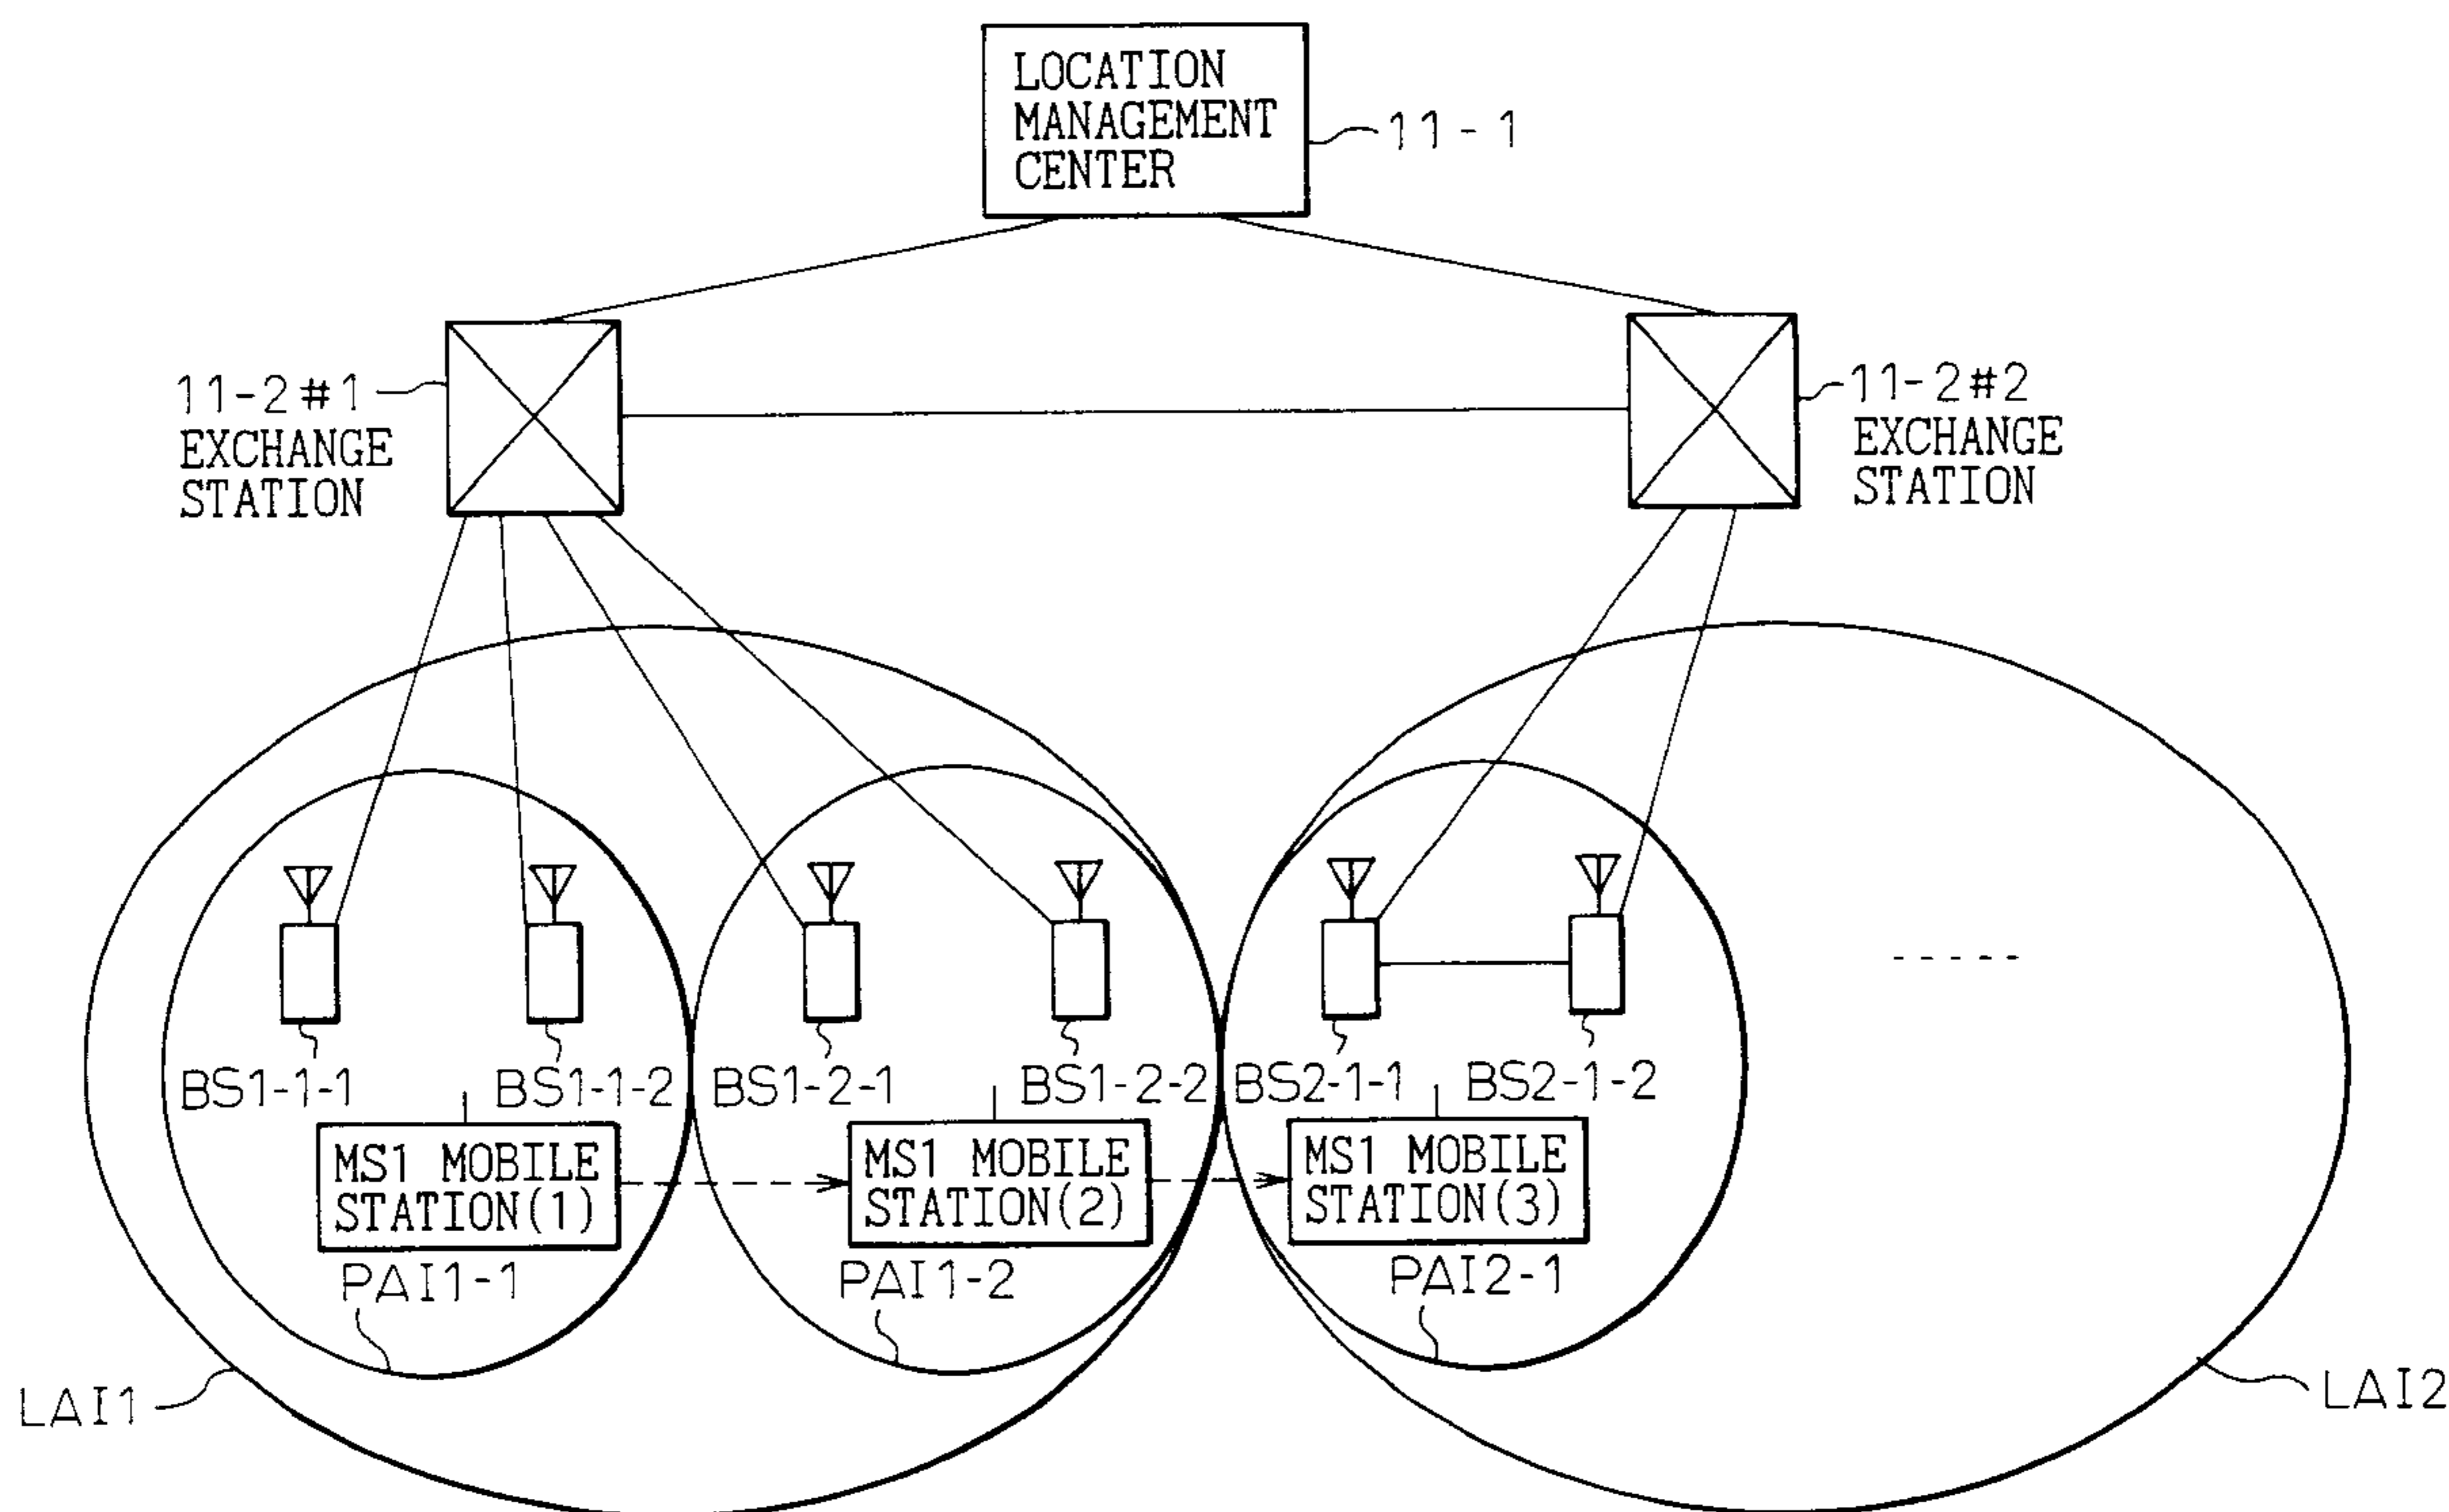 LOCATION
MANAGEMENT
CENTER
11-1
11-2#1
EXCHANGE
STATION
11-2#2
EXCHANGE
STATION
BS1-1-1
BS1-1-2
BS1-2-1
BS1-2-2
BS2-1-1
BS2-1-2
MS1 MOBILE
STATION(1)
MS1 MOBILE
STATION(2)
MS1 MOBILE
STATION(3)
PAI1-1
PAI1-2
PAI2-1
LAI1
LAI2